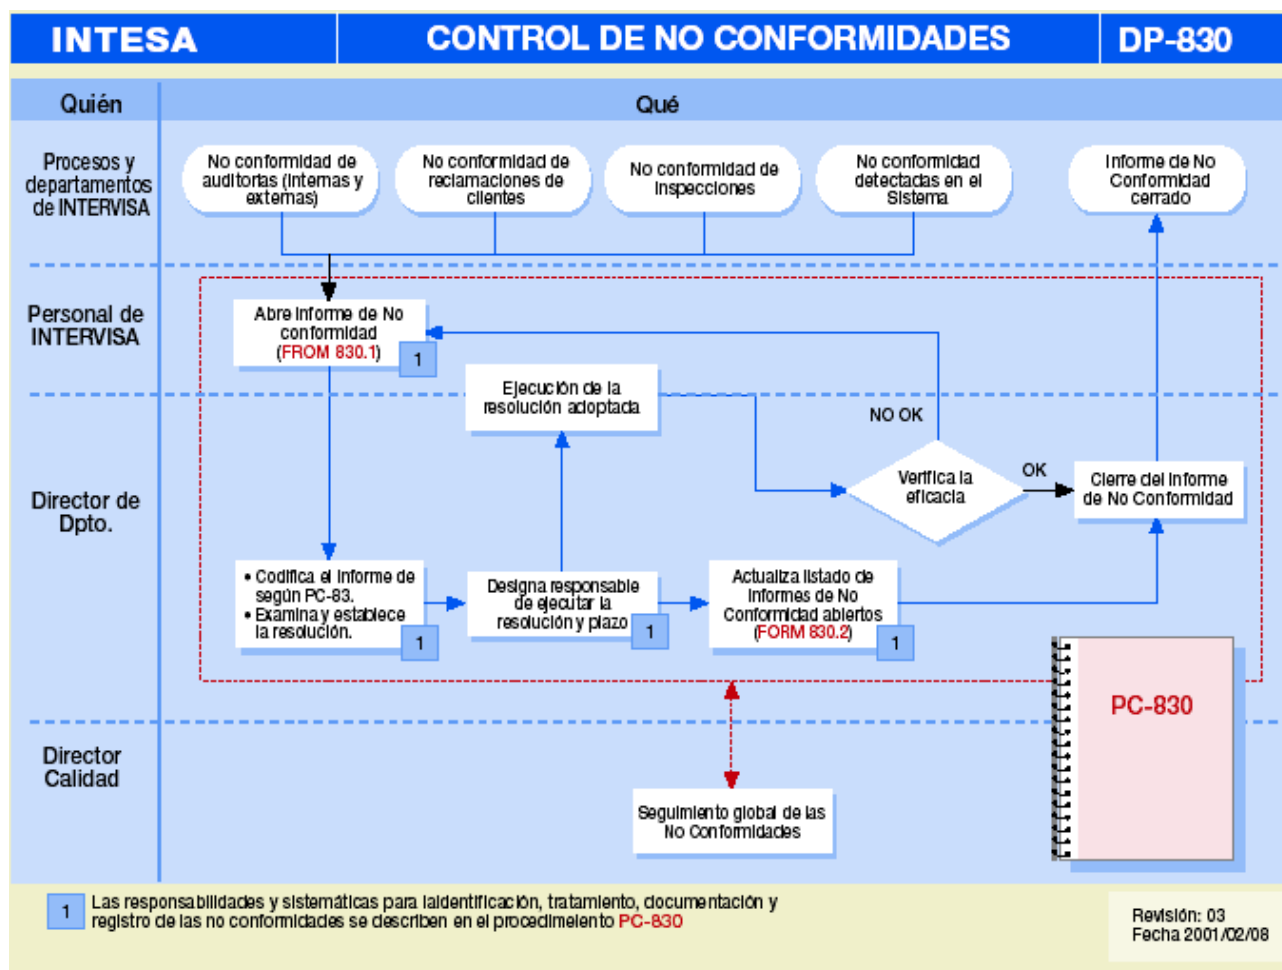 INTESA
CONTROL DE NO CONFORMIDADES
DP-830
Quién
Qué
Procesos y
departamentos
de INTERVISA
No conformidad de
auditorías (Internas y
externas)
No conformidad de
reclamaciones de
clientes
No conformidad de
Inspecciones
No conformidad
detectadas en el
Sistema
Informe de No
Conformidad
cerrado
Personal de
INTERVISA
Abre Informe de No
conformidad
(FROM 830.1)
1
Ejecución de la
resolución adoptada
NO OK
Director de
Dpto.
Verifica la
eficacia
OK
Cierre del Informe
de No Conformidad
• Codifica el Informe de
según PC-83.
• Examina y establece
la resolución.
1
Designa responsable
de ejecutar la
resolución y plazo
1
Actualiza listado de
Informes de No
Conformidad abiertos
(FORM 830.2)
1
PC-830
Director
Calidad
Seguimiento global de las
No Conformidades
1
Las responsabilidades y sistemáticas para laidentificación, tratamiento, documentación y
registro de las no conformidades se describen en el procedimeiento PC-830
Revisión: 03
Fecha 2001/02/08